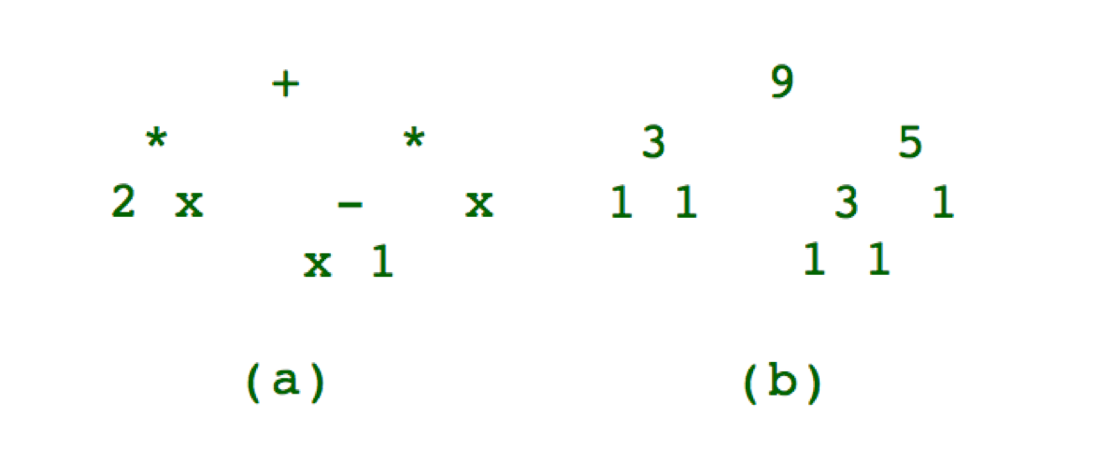 + 9
* * 3 5
2 x - x 1 1 3 1
x 1 1 1
(a) (b)